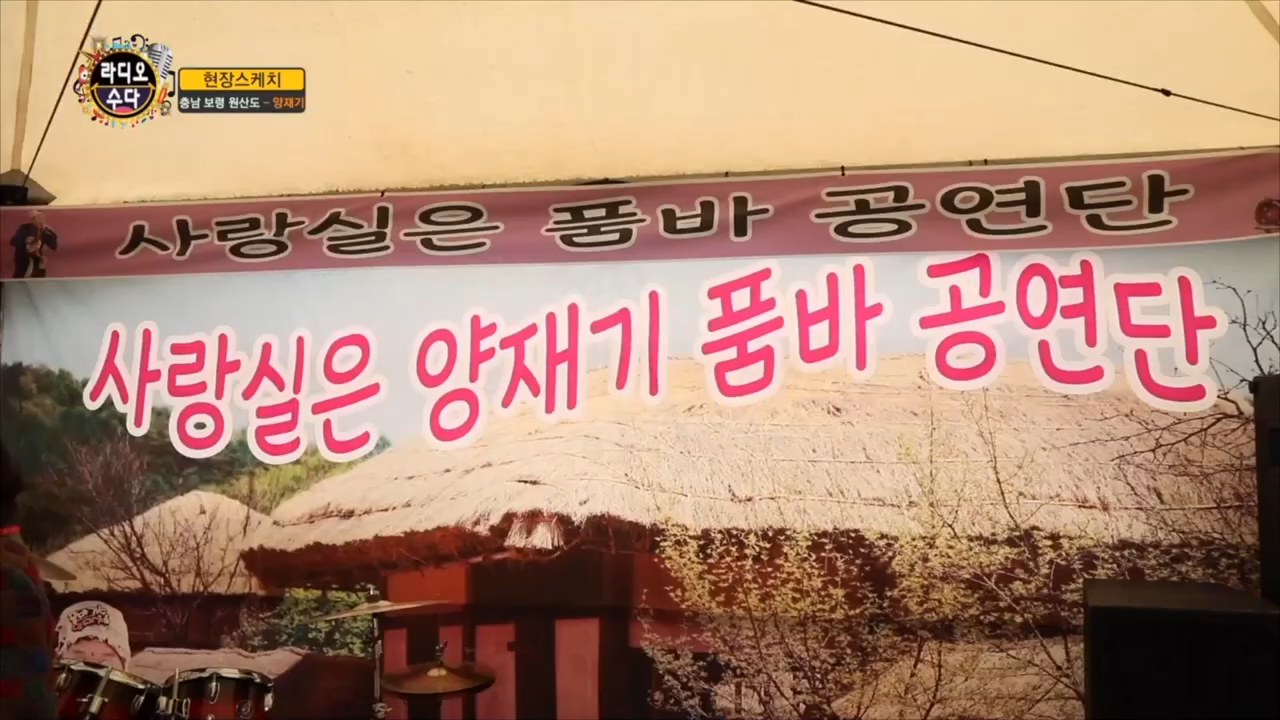 라디오
수다
현장스케치
충남 보령 원산도 - 양재기
사랑실은 품바 공연단
사랑실은 양재기 품바 공연단